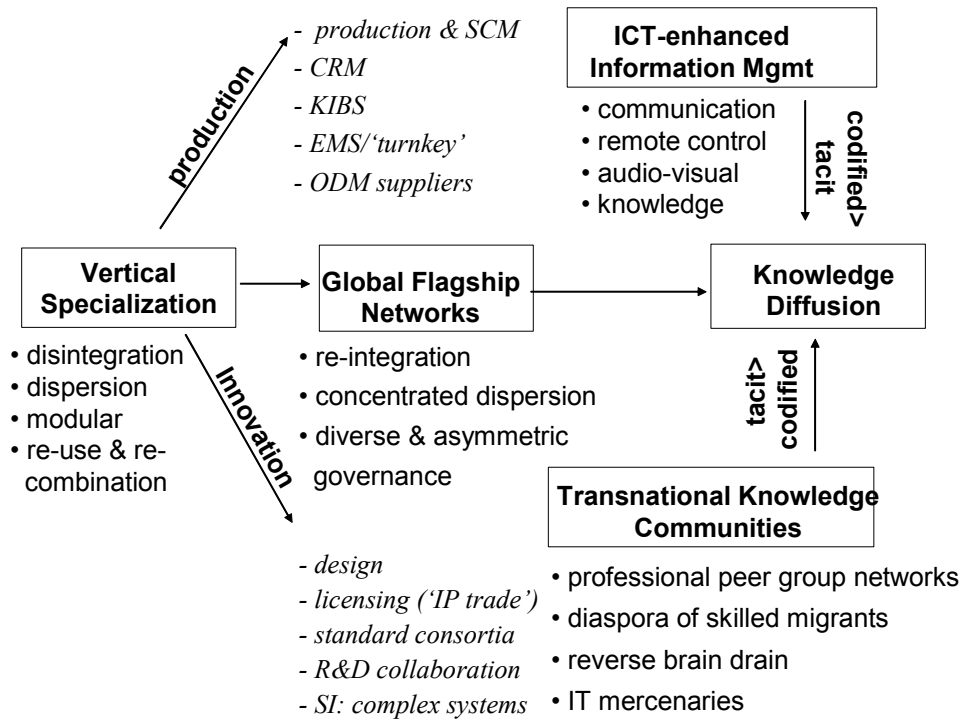 - production & SCM
- CRM
- KIBS
- EMS/‘turnkey’
- ODM suppliers
production
ICT-enhanced
Information Mgmt
• communication
• remote control
• audio-visual
• knowledge
codified>
tacit
Vertical
Specialization
• disintegration
• dispersion
• modular
• re-use & re-
combination
Global Flagship
Networks
• re-integration
• concentrated dispersion
• diverse & asymmetric
governance
Knowledge
Diffusion
Innovation
- design
- licensing (‘IP trade’)
- standard consortia
- R&D collaboration
- SI: complex systems
tacit>
codified
Transnational Knowledge
Communities
• professional peer group networks
• diaspora of skilled migrants
• reverse brain drain
• IT mercenaries